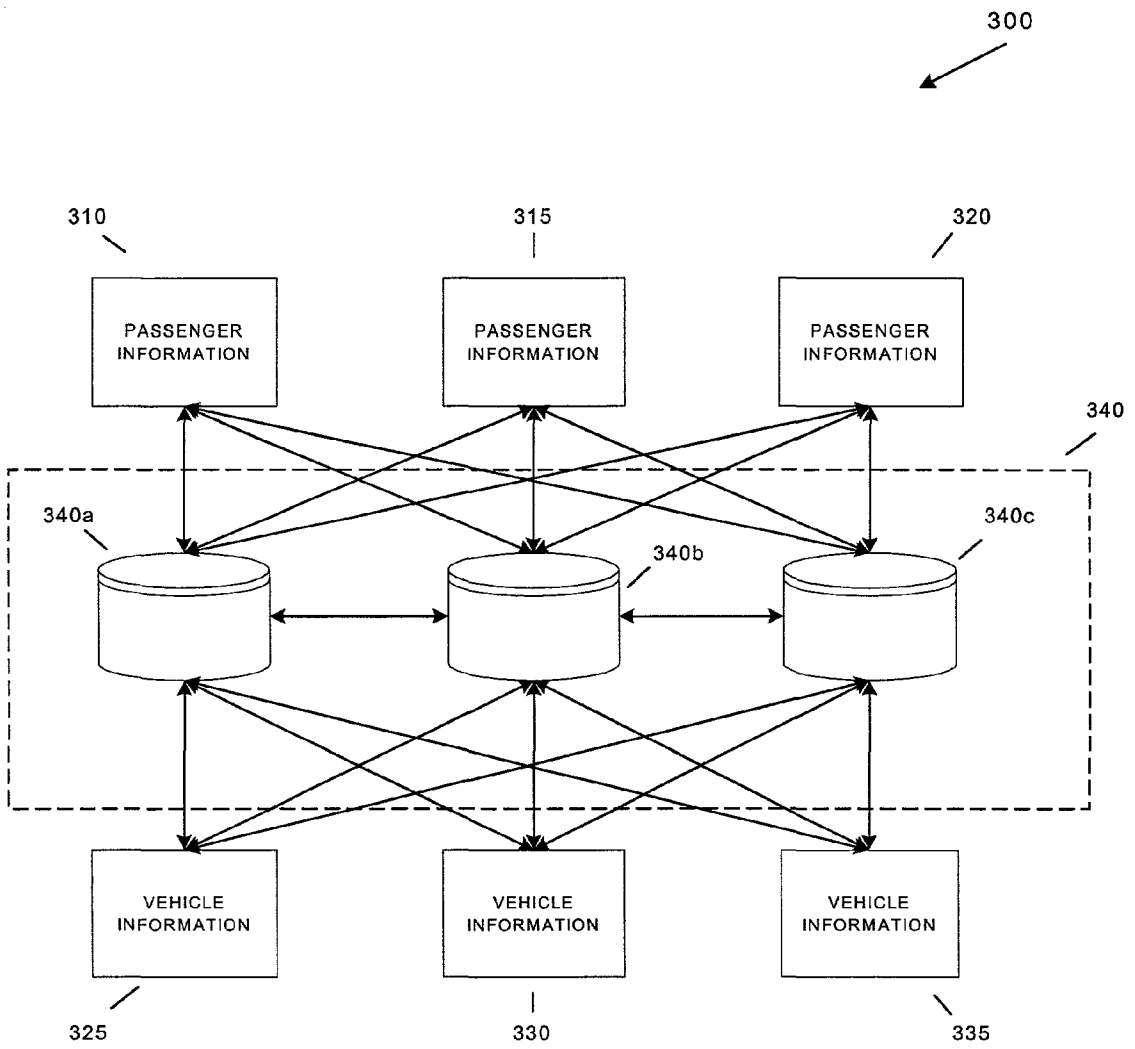 300
310
315
320
PASSENGER
INFORMATION
PASSENGER
INFORMATION
PASSENGER
INFORMATION
340
340a
340b
340c
VEHICLE
INFORMATION
VEHICLE
INFORMATION
VEHICLE
INFORMATION
325
330
335